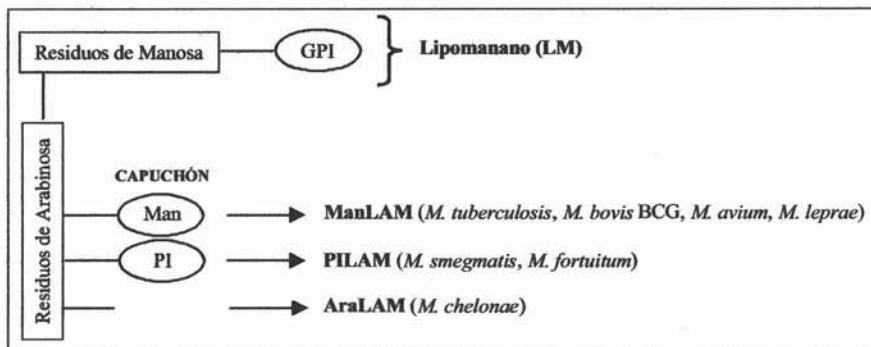 Residuos de Manosa GPI Lipomanano (LM)
Residuos de Arabinosa
CAPUCHÓN
Man ManLAM (M. tuberculosis, M. bovis BCG, M. avium, M. leprae)
PI PILAM (M. smegmatis, M. fortuitum)
AraLAM (M. chelonae)